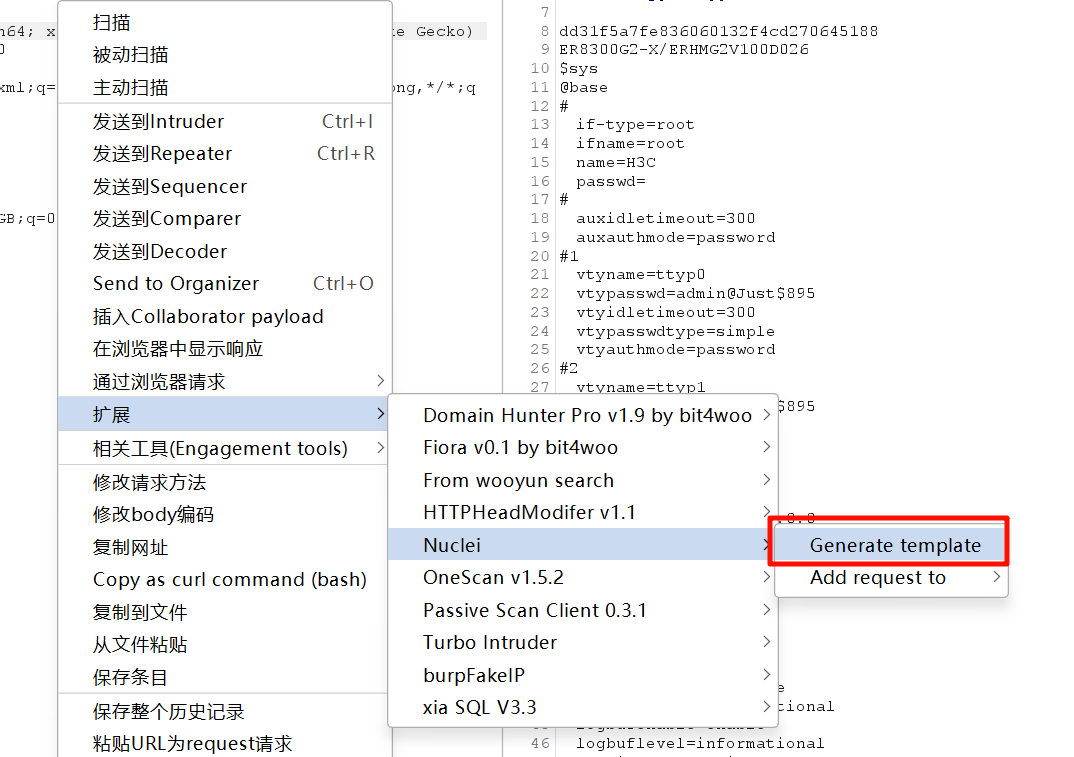 n64; x
0
xml;q=
GB;q=0
扫描
被动扫描
主动扫描
发送到Intruder Ctrl+I
发送到Repeater Ctrl+R
发送到Sequencer
发送到Comparer
发送到Decoder
Send to Organizer Ctrl+O
插入Collaborator payload
在浏览器中显示响应
通过浏览器请求
扩展
相关工具(Engagement tools)
修改请求方法
修改body编码
复制网址
Copy as curl command (bash)
复制到文件
从文件粘贴
保存条目
保存整个历史记录
粘贴URL为request请求
ke Gecko)
png,*/*;q
Domain Hunter Pro v1.9 by bit4woo
Fiora v0.1 by bit4woo
From wooyun search
HTTPHeadModifer v1.1
Nuclei
OneScan v1.5.2
Passive Scan Client 0.3.1
Turbo Intruder
burpFakeIP
xia SQL V3.3
Generate template
Add request to
7
8 dd31f5a7fe836060132f4cd270645188
9 ER8300G2-X/ERHMG2V100D026
10 $sys
11 @base
12 #
13 if-type=root
14 ifname=root
15 name=H3C
16 passwd=
17 #
18 auxidletimeout=300
19 auxauthmode=password
20 #1
21 vtyname=ttyp0
22 vtypasswd=admin@Just$895
23 vtyidletimeout=300
24 vtypasswdtype=simple
25 vtyauthmode=password
26 #2
27 vtyname=ttyp1
$895
.8.8
e
tional
46 logbuflevel=informational